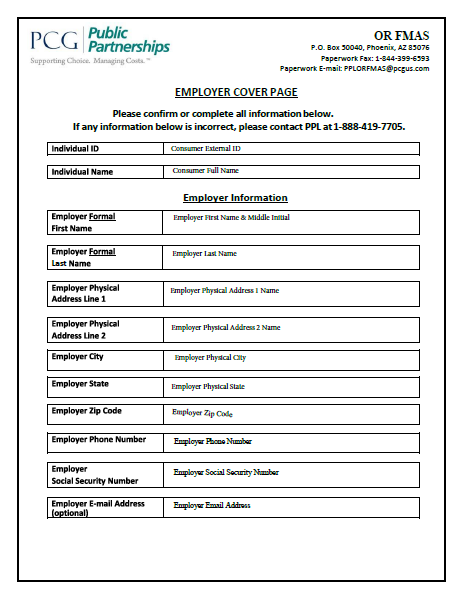 PCG Public
Partnerships
Supporting Choice. Managing Costs.™
OR FMAS
P.O. Box 50040, Phoenix, AZ 85076
Paperwork Fax: 1-844-399-6593
Paperwork E-mail: PPLORFMAS@pcgus.com
EMPLOYER COVER PAGE
Please confirm or complete all information below.
If any information below is incorrect, please contact PPL at 1-888-419-7705.
Individual ID Consumer External ID
Individual Name Consumer Full Name
Employer Information
Employer Formal Employer First Name & Middle Initial
First Name
Employer Formal Employer Last Name
Last Name
Employer Physical Employer Physical Address 1 Name
Address Line 1
Employer Physical Employer Physical Address 2 Name
Address Line 2
Employer City Employer Physical City
Employer State Employer Physical State
Employer Zip Code Employer Zip Code
Employer Phone Number Employer Phone Number
Employer Employer Social Security Number
Social Security Number
Employer E-mail Address Employer Email Address
(optional)